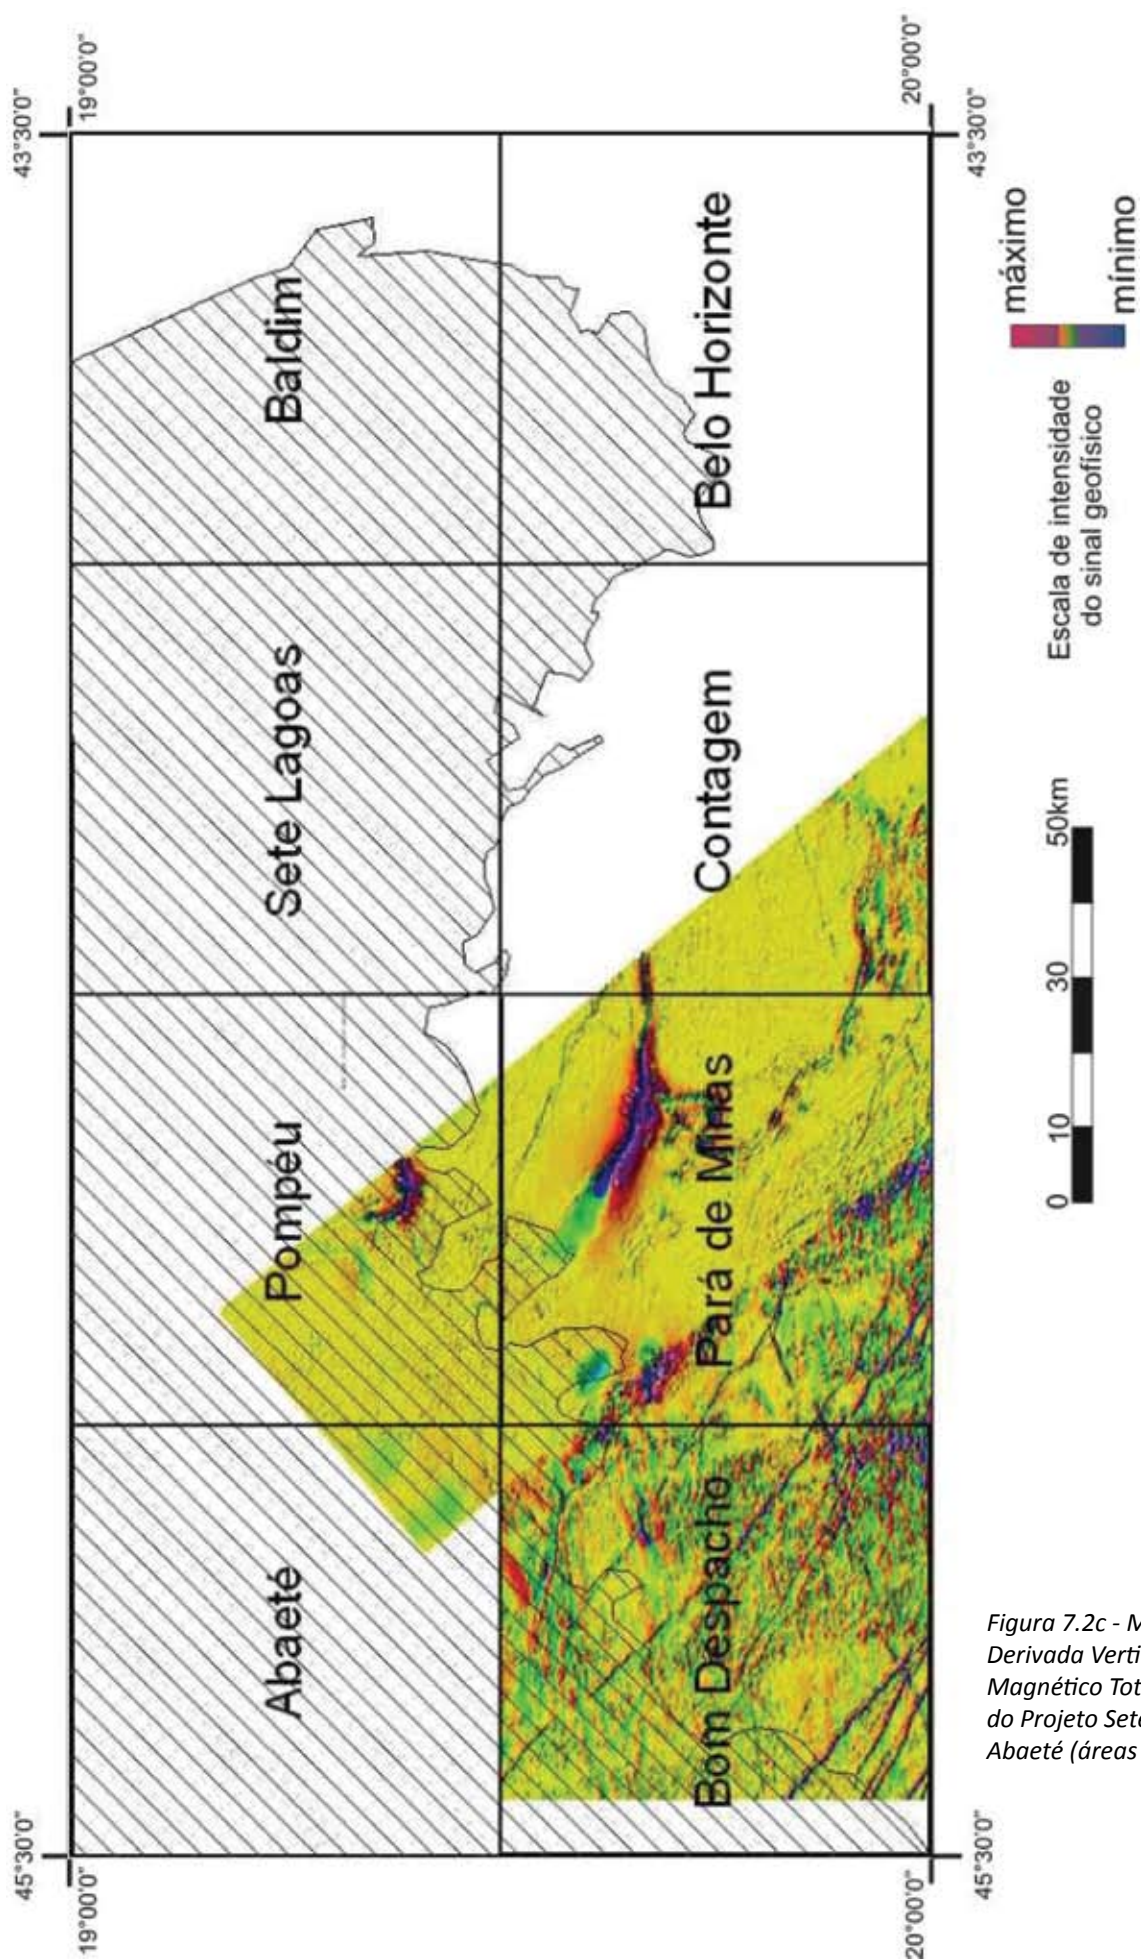 45°30'0"
43°30'0"
19°00'0"
19°00'0"
Abaeté
Pompéu
Sete Lagoas
Baldim
Bom Despacho
Pará de Minas
Contagem
Belo Horizonte
20°00'0"
20°00'0"
45°30'0"
43°30'0"
0 10 30 50km
Escala de intensidade
do sinal geofísico
máximo
mínimo
Figura 7.2c - M
Derivada Verti
Magnético Tot
do Projeto Sete
Abaeté (áreas